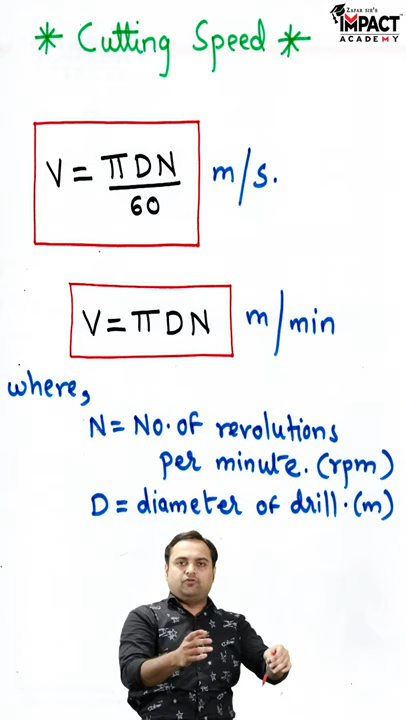 ZAFAR SIR'S
IMPACT
ACADEMY
* Cutting Speed *
V = πDN/60 m/s.
V = πDN m/min
where,
N = No. of revolutions
per minute. (rpm)
D = diameter of drill. (m)